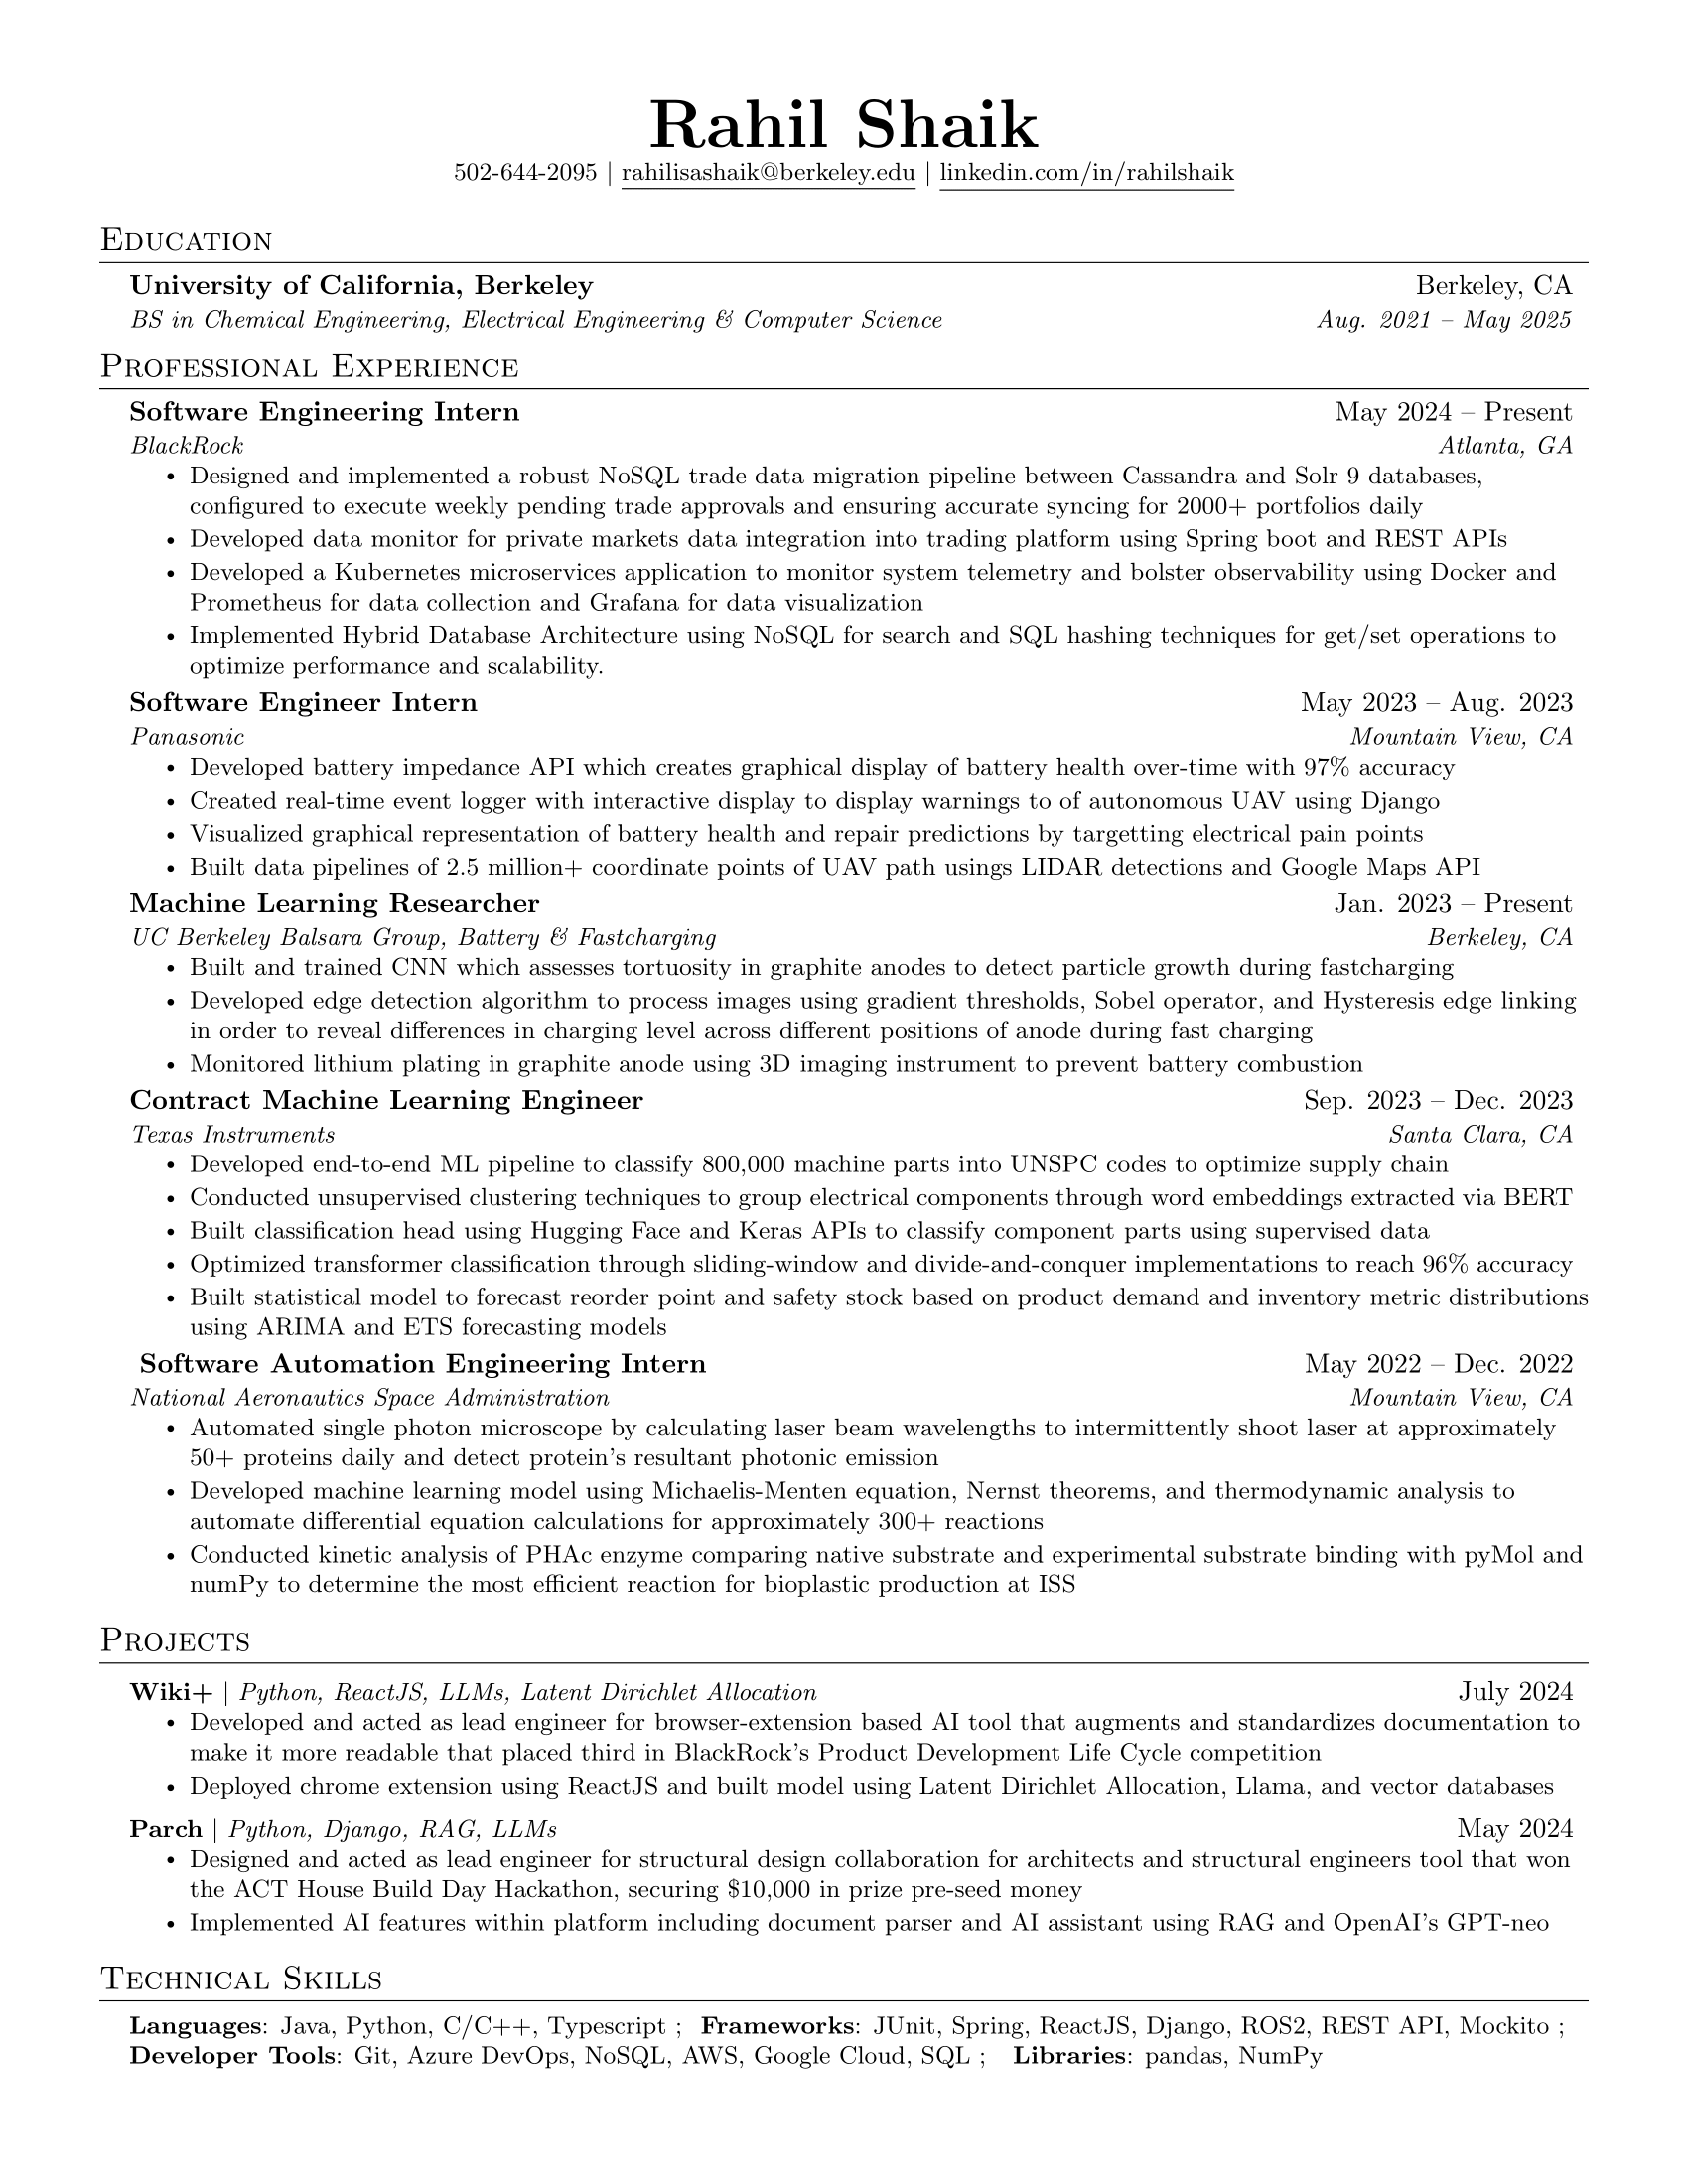 Rahil Shaik
502-644-2095 | rahilisashaik@berkeley.edu | linkedin.com/in/rahilshaik
Education
University of California, Berkeley Berkeley, CA
BS in Chemical Engineering, Electrical Engineering & Computer Science Aug. 2021 – May 2025
Professional Experience
Software Engineering Intern May 2024 – Present
BlackRock Atlanta, GA
• Designed and implemented a robust NoSQL trade data migration pipeline between Cassandra and Solr 9 databases,
configured to execute weekly pending trade approvals and ensuring accurate syncing for 2000+ portfolios daily
• Developed data monitor for private markets data integration into trading platform using Spring boot and REST APIs
• Developed a Kubernetes microservices application to monitor system telemetry and bolster observability using Docker and
Prometheus for data collection and Grafana for data visualization
• Implemented Hybrid Database Architecture using NoSQL for search and SQL hashing techniques for get/set operations to
optimize performance and scalability.
Software Engineer Intern May 2023 – Aug. 2023
Panasonic Mountain View, CA
• Developed battery impedance API which creates graphical display of battery health over-time with 97% accuracy
• Created real-time event logger with interactive display to display warnings to of autonomous UAV using Django
• Visualized graphical representation of battery health and repair predictions by targetting electrical pain points
• Built data pipelines of 2.5 million+ coordinate points of UAV path usings LIDAR detections and Google Maps API
Machine Learning Researcher Jan. 2023 – Present
UC Berkeley Balsara Group, Battery & Fastcharging Berkeley, CA
• Built and trained CNN which assesses tortuosity in graphite anodes to detect particle growth during fastcharging
• Developed edge detection algorithm to process images using gradient thresholds, Sobel operator, and Hysteresis edge linking
in order to reveal differences in charging level across different positions of anode during fast charging
• Monitored lithium plating in graphite anode using 3D imaging instrument to prevent battery combustion
Contract Machine Learning Engineer Sep. 2023 – Dec. 2023
Texas Instruments Santa Clara, CA
• Developed end-to-end ML pipeline to classify 800,000 machine parts into UNSPC codes to optimize supply chain
• Conducted unsupervised clustering techniques to group electrical components through word embeddings extracted via BERT
• Built classification head using Hugging Face and Keras APIs to classify component parts using supervised data
• Optimized transformer classification through sliding-window and divide-and-conquer implementations to reach 96% accuracy
• Built statistical model to forecast reorder point and safety stock based on product demand and inventory metric distributions
using ARIMA and ETS forecasting models
Software Automation Engineering Intern May 2022 – Dec. 2022
National Aeronautics Space Administration Mountain View, CA
• Automated single photon microscope by calculating laser beam wavelengths to intermittently shoot laser at approximately
50+ proteins daily and detect protein's resultant photonic emission
• Developed machine learning model using Michaelis-Menten equation, Nernst theorems, and thermodynamic analysis to
automate differential equation calculations for approximately 300+ reactions
• Conducted kinetic analysis of PHAc enzyme comparing native substrate and experimental substrate binding with pyMol and
numPy to determine the most efficient reaction for bioplastic production at ISS
Projects
Wiki+ | Python, ReactJS, LLMs, Latent Dirichlet Allocation July 2024
• Developed and acted as lead engineer for browser-extension based AI tool that augments and standardizes documentation to
make it more readable that placed third in BlackRock's Product Development Life Cycle competition
• Deployed chrome extension using ReactJS and built model using Latent Dirichlet Allocation, Llama, and vector databases
Parch | Python, Django, RAG, LLMs May 2024
• Designed and acted as lead engineer for structural design collaboration for architects and structural engineers tool that won
the ACT House Build Day Hackathon, securing $10,000 in prize pre-seed money
• Implemented AI features within platform including document parser and AI assistant using RAG and OpenAI's GPT-neo
Technical Skills
Languages: Java, Python, C/C++, Typescript ; Frameworks: JUnit, Spring, ReactJS, Django, ROS2, REST API, Mockito ;
Developer Tools: Git, Azure DevOps, NoSQL, AWS, Google Cloud, SQL ; Libraries: pandas, NumPy